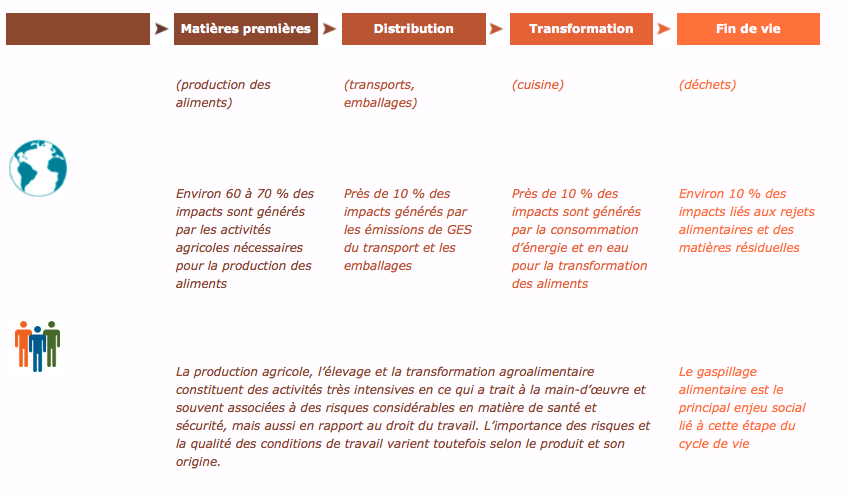 Matières premières
Distribution
Transformation
Fin de vie
(production des
aliments)
(transports,
emballages)
(cuisine)
(déchets)
Environ 60 à 70 % des
impacts sont générés
par les activités
agricoles nécessaires
pour la production des
aliments
Près de 10 % des
impacts générés par
les émissions de GES
du transport et les
emballages
Près de 10 % des
impacts sont générés
par la consommation
d’énergie et en eau
pour la transformation
des aliments
Environ 10 % des
impacts liés aux rejets
alimentaires et des
matières résiduelles
La production agricole, l’élevage et la transformation agroalimentaire
constituent des activités très intensives en ce qui a trait à la main-d’œuvre et
souvent associées à des risques considérables en matière de santé et
sécurité, mais aussi en rapport au droit du travail. L’importance des risques et
la qualité des conditions de travail varient toutefois selon le produit et son
origine.
Le gaspillage
alimentaire est le
principal enjeu social
lié à cette étape du
cycle de vie